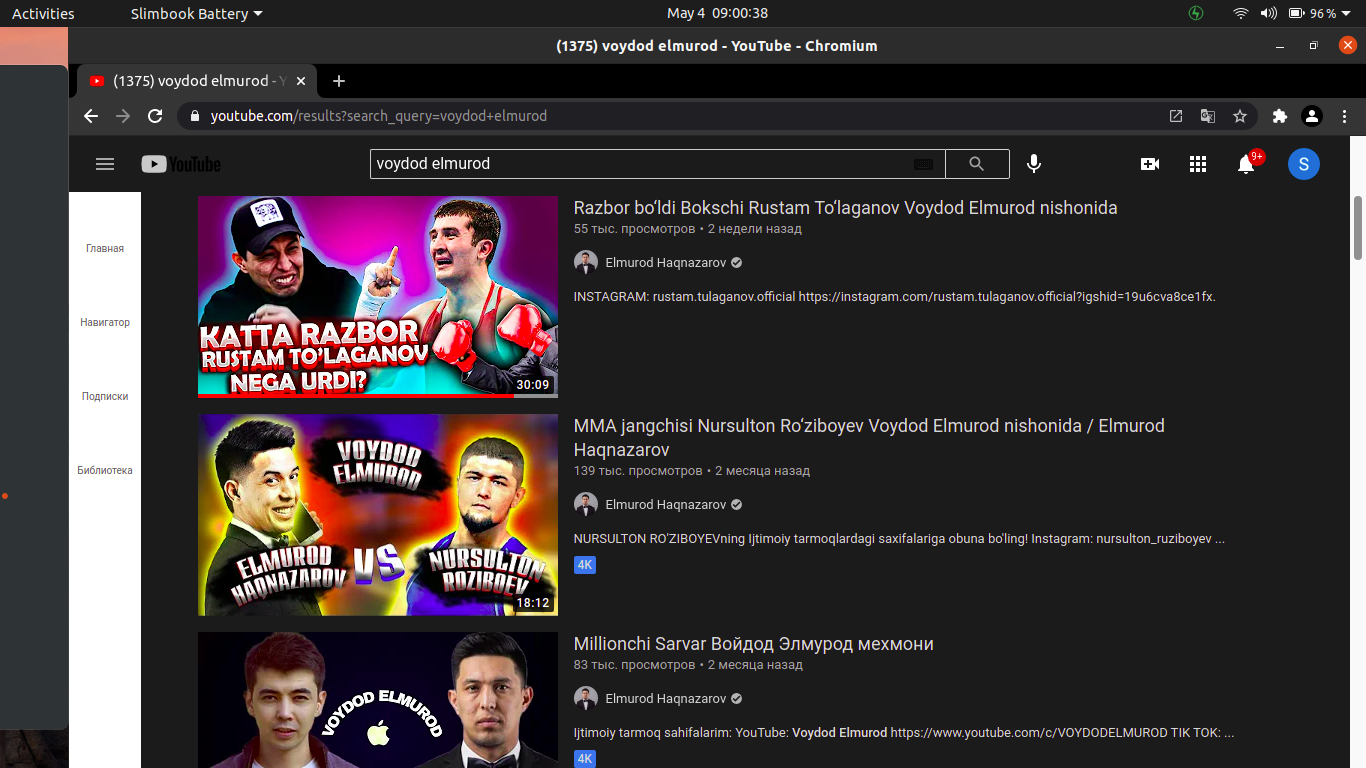 Activities
Slimbook Battery
May 4 09:00:38
96 %
(1375) voydod elmurod - YouTube - Chromium
(1375) voydod elmurod - Y
youtube.com/results?search_query=voydod+elmurod
YouTube
voydod elmurod
9+
S
Главная
Навигатор
Подписки
Библиотека
KATTA RAZBOR
RUSTAM TO'LAGANOV
NEGA URDI?
30:09
Razbor bo‘ldi Bokschi Rustam To‘laganov Voydod Elmurod nishonida
55 тыс. просмотров • 2 недели назад
Elmurod Haqnazarov
INSTAGRAM: rustam.tulaganov.official https://instagram.com/rustam.tulaganov.official?igshid=19u6cva8ce1fx.
VOYDOD
ELMUROD
ELMUROD
HAQNAZAROV
VS
NURSULTON
ROZIBOEV
18:12
MMA jangchisi Nursulton Ro‘ziboyev Voydod Elmurod nishonida / Elmurod
Haqnazarov
139 тыс. просмотров • 2 месяца назад
Elmurod Haqnazarov
NURSULTON RO'ZIBOYEVning Ijtimoiy tarmoqlardagi saxifalariga obuna bo'ling! Instagram: nursulton_ruziboyev ...
4K
VOYDOD ELMUROD
Millionchi Sarvar Войдод Элмурод мехмони
83 тыс. просмотров • 2 месяца назад
Elmurod Haqnazarov
Ijtimoiy tarmoq sahifalarim: YouTube: Voydod Elmurod https://www.youtube.com/c/VOYDODELMUROD TIK TOK: ...
4K